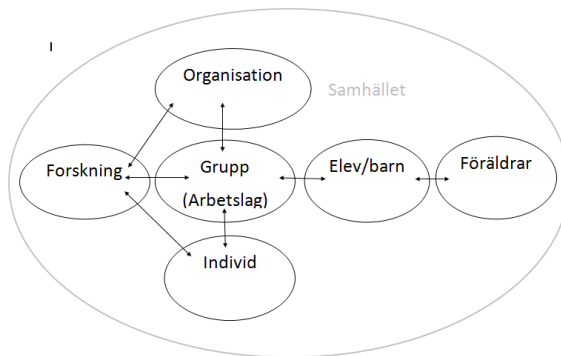 Organisation
Samhället
Forskning
Grupp
(Arbetslag)
Elev/barn
Föräldrar
Individ